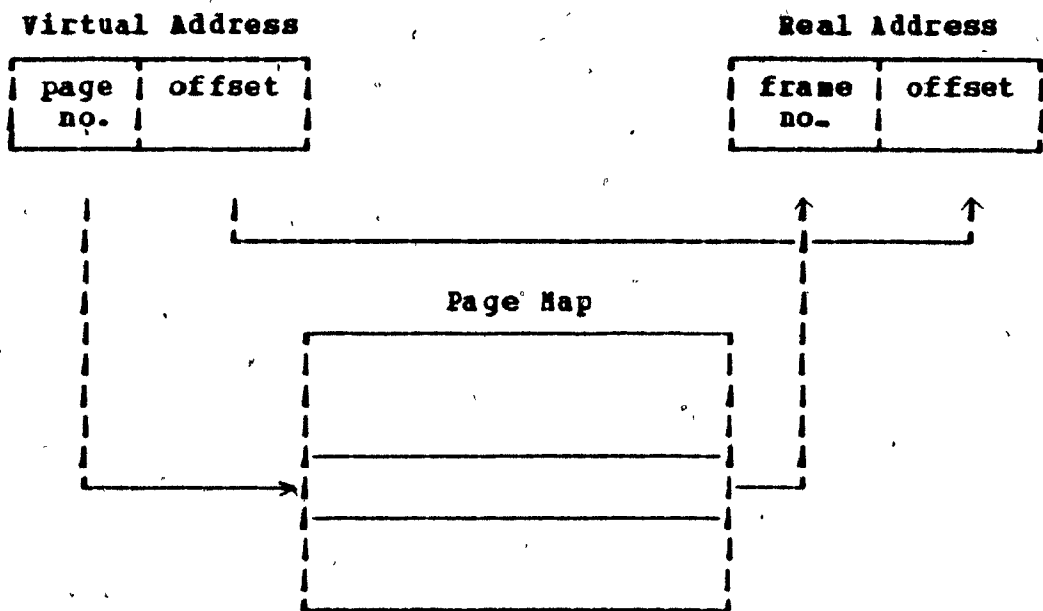 Virtual Address
Real Address
page offset
no.
frame offset
no.
Page Map